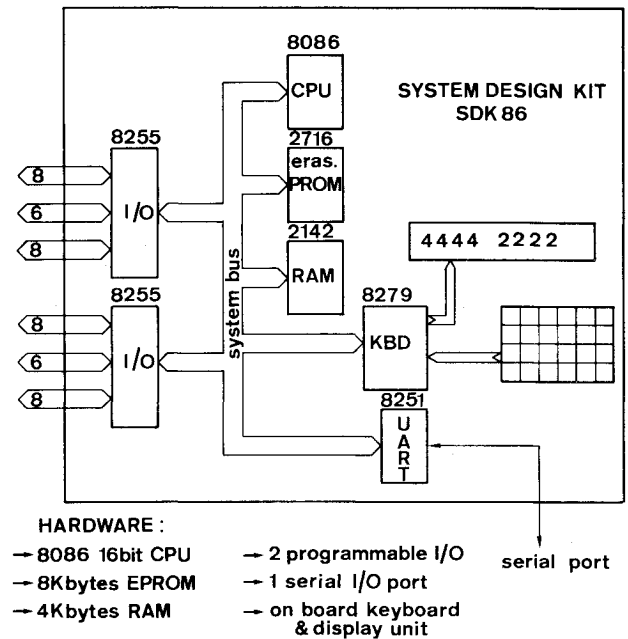 8086
CPU
SYSTEM DESIGN KIT
SDK 86
8255
I/O
8
6
8
2716
eras.
PROM
2142
RAM
system bus
4444 2222
8279
KBD
8255
I/O
8
6
8
8251
UART
serial port
HARDWARE :
→ 8086 16bit CPU
→ 8Kbytes EPROM
→ 4Kbytes RAM
→ 2 programmable I/O
→ 1 serial I/O port
→ on board keyboard
& display unit